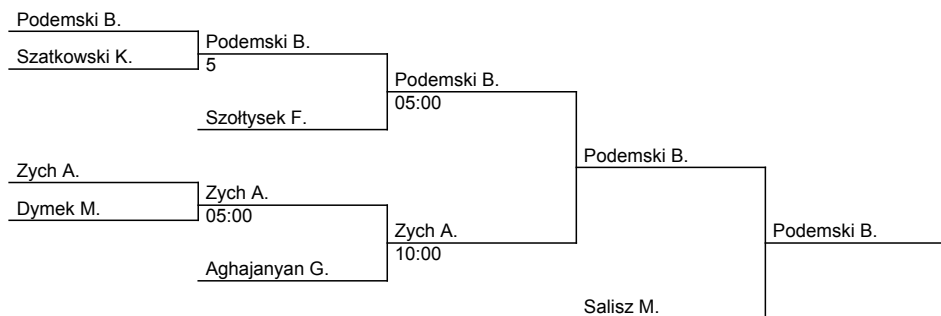 Podemski B.
Szatkowski K.
Podemski B.
5
Szołtysek F.
Podemski B.
05:00
Zych A.
Dymek M.
Zych A.
05:00
Aghajanyan G.
Zych A.
10:00
Podemski B.
Salisz M.
Podemski B.